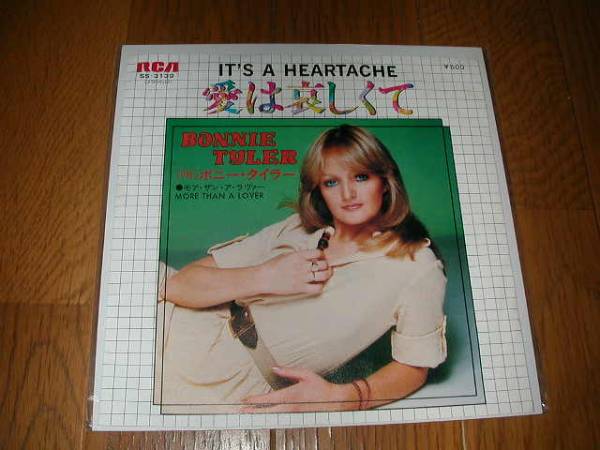 RCA
SS-3139
IT'S A HEARTACHE
¥600
愛は哀しくて
BONNIE
TYLER
ボニー・タイラー
●モア・ザン・ア・ラヴァー
MORE THAN A LOVER